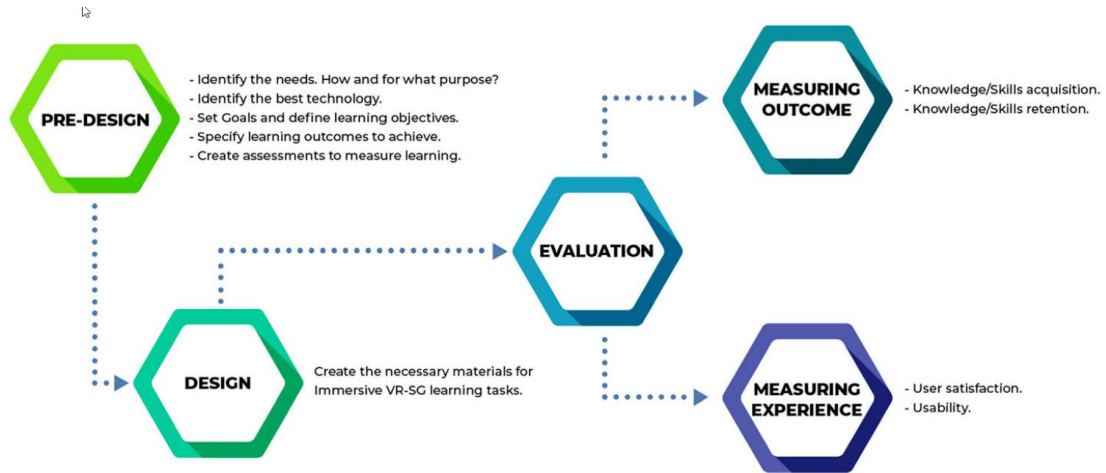 PRE-DESIGN
- Identify the needs. How and for what purpose?
- Identify the best technology.
- Set Goals and define learning objectives.
- Specify learning outcomes to achieve.
- Create assessments to measure learning.
DESIGN
Create the necessary materials for
Immersive VR-SG learning tasks.
EVALUATION
MEASURING
OUTCOME
- Knowledge/Skills acquisition.
- Knowledge/Skills retention.
MEASURING
EXPERIENCE
- User satisfaction.
- Usability.